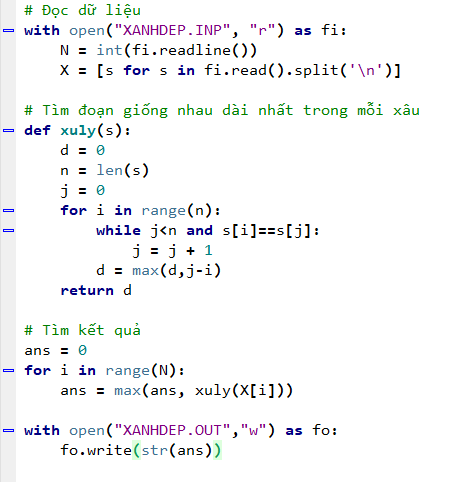 # Đọc dữ liệu
with open("XANHDEP.INP", "r") as fi:
    N = int(fi.readline())
    X = [s for s in fi.read().split('\n')]

# Tìm đoạn giống nhau dài nhất trong mỗi xâu
def xuly(s):
    d = 0
    n = len(s)
    j = 0
    for i in range(n):
        while j<n and s[i]==s[j]:
            j = j + 1
        d = max(d,j-i)
    return d

# Tìm kết quả
ans = 0
for i in range(N):
    ans = max(ans, xuly(X[i]))

with open("XANHDEP.OUT","w") as fo:
    fo.write(str(ans))